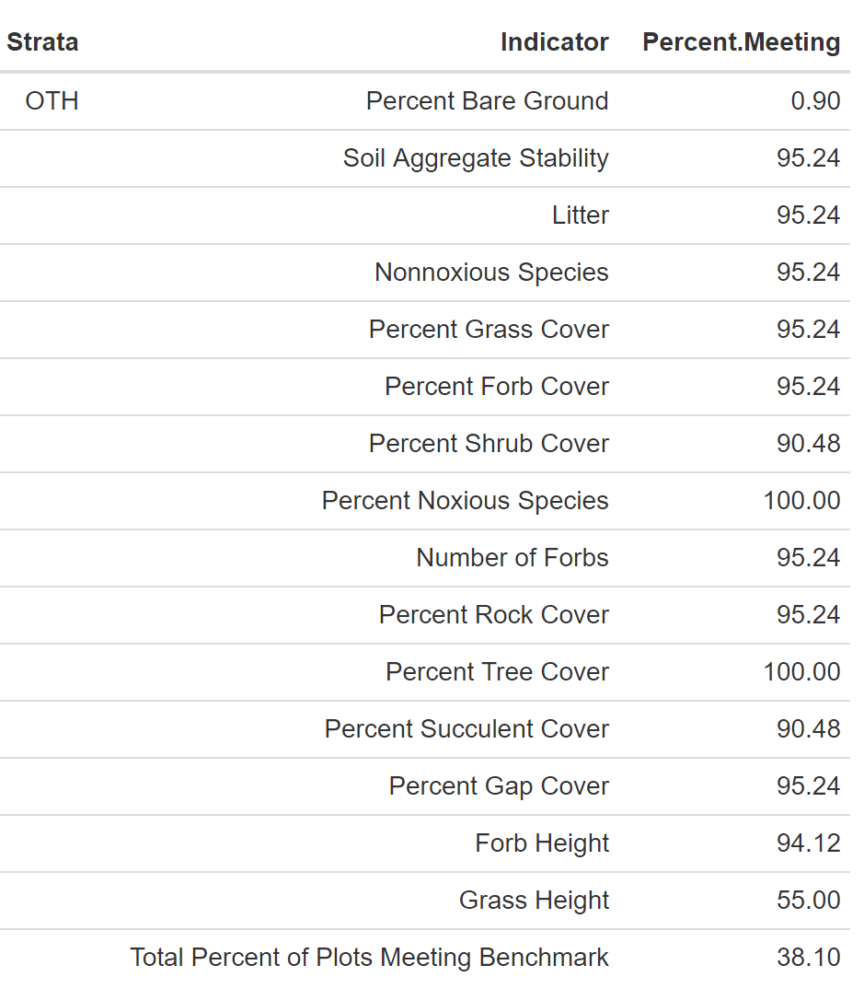 Strata Indicator Percent.Meeting
OTH Percent Bare Ground 0.90
Soil Aggregate Stability 95.24
Litter 95.24
Nonnoxious Species 95.24
Percent Grass Cover 95.24
Percent Forb Cover 95.24
Percent Shrub Cover 90.48
Percent Noxious Species 100.00
Number of Forbs 95.24
Percent Rock Cover 95.24
Percent Tree Cover 100.00
Percent Succulent Cover 90.48
Percent Gap Cover 95.24
Forb Height 94.12
Grass Height 55.00
Total Percent of Plots Meeting Benchmark 38.10